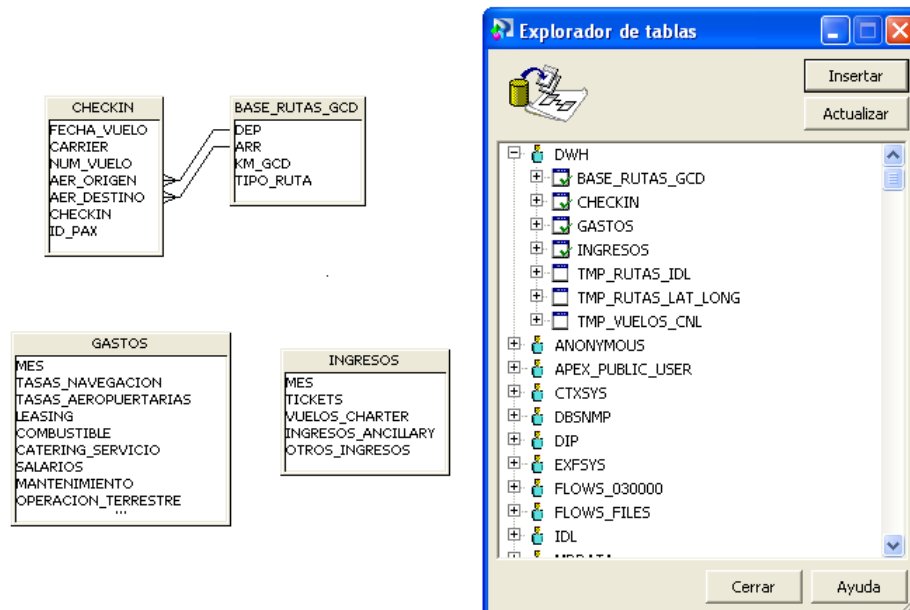 CHECKIN
FECHA_VUELO
CARRIER
NUM_VUELO
AER_ORIGEN
AER_DESTINO
CHECKIN
ID_PAX
BASE_RUTAS_GCD
DEP
ARR
KM_GCD
TIPO_RUTA
GASTOS
MES
TASAS_NAVEGACION
TASAS_AEROPUERTARIAS
LEASING
COMBUSTIBLE
CATERING_SERVICIO
SALARIOS
MANTENIMIENTO
OPERACION_TERRESTRE
...
INGRESOS
MES
TICKETS
VUELOS_CHARTER
INGRESOS_ANCILLARY
OTROS_INGRESOS
Explorador de tablas
Insertar
Actualizar
DWH
BASE_RUTAS_GCD
CHECKIN
GASTOS
INGRESOS
TMP_RUTAS_IDL
TMP_RUTAS_LAT_LONG
TMP_VUELOS_CNL
ANONYMOUS
APEX_PUBLIC_USER
CTXSYS
DBSNMP
DIP
EXFSYS
FLOWS_030000
FLOWS_FILES
IDL
Cerrar
Ayuda